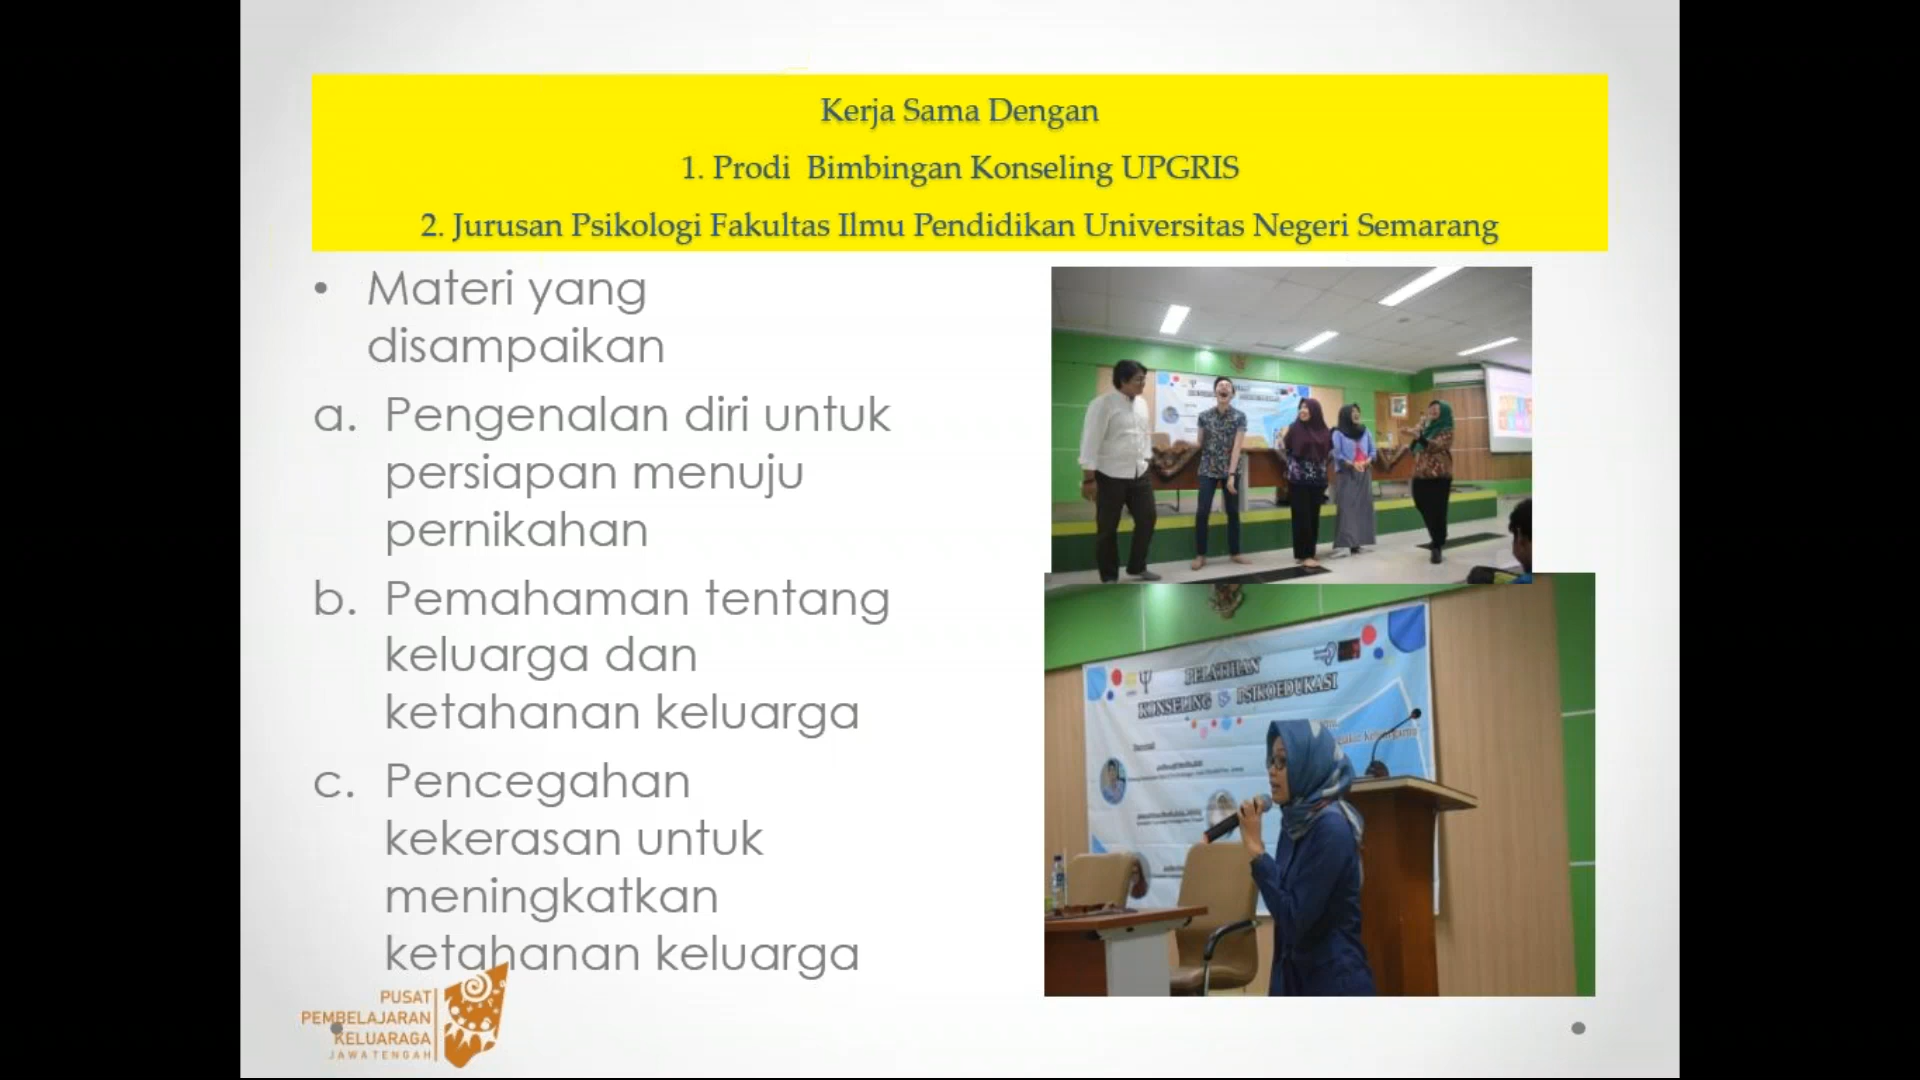 Kerja Sama Dengan
1. Prodi Bimbingan Konseling UPGRIS
2. Jurusan Psikologi Fakultas Ilmu Pendidikan Universitas Negeri Semarang
• Materi yang
disampaikan
a. Pengenalan diri untuk
persiapan menuju
pernikahan
b. Pemahaman tentang
keluarga dan
ketahanan keluarga
c. Pencegahan
kekerasan untuk
meningkatkan
ketahanan keluarga
PELATIHAN
KONSELING & PSIKOEDUKASI
PUSAT
PEMBELAJARAN
KELUARAGA
JAWA TENGAH